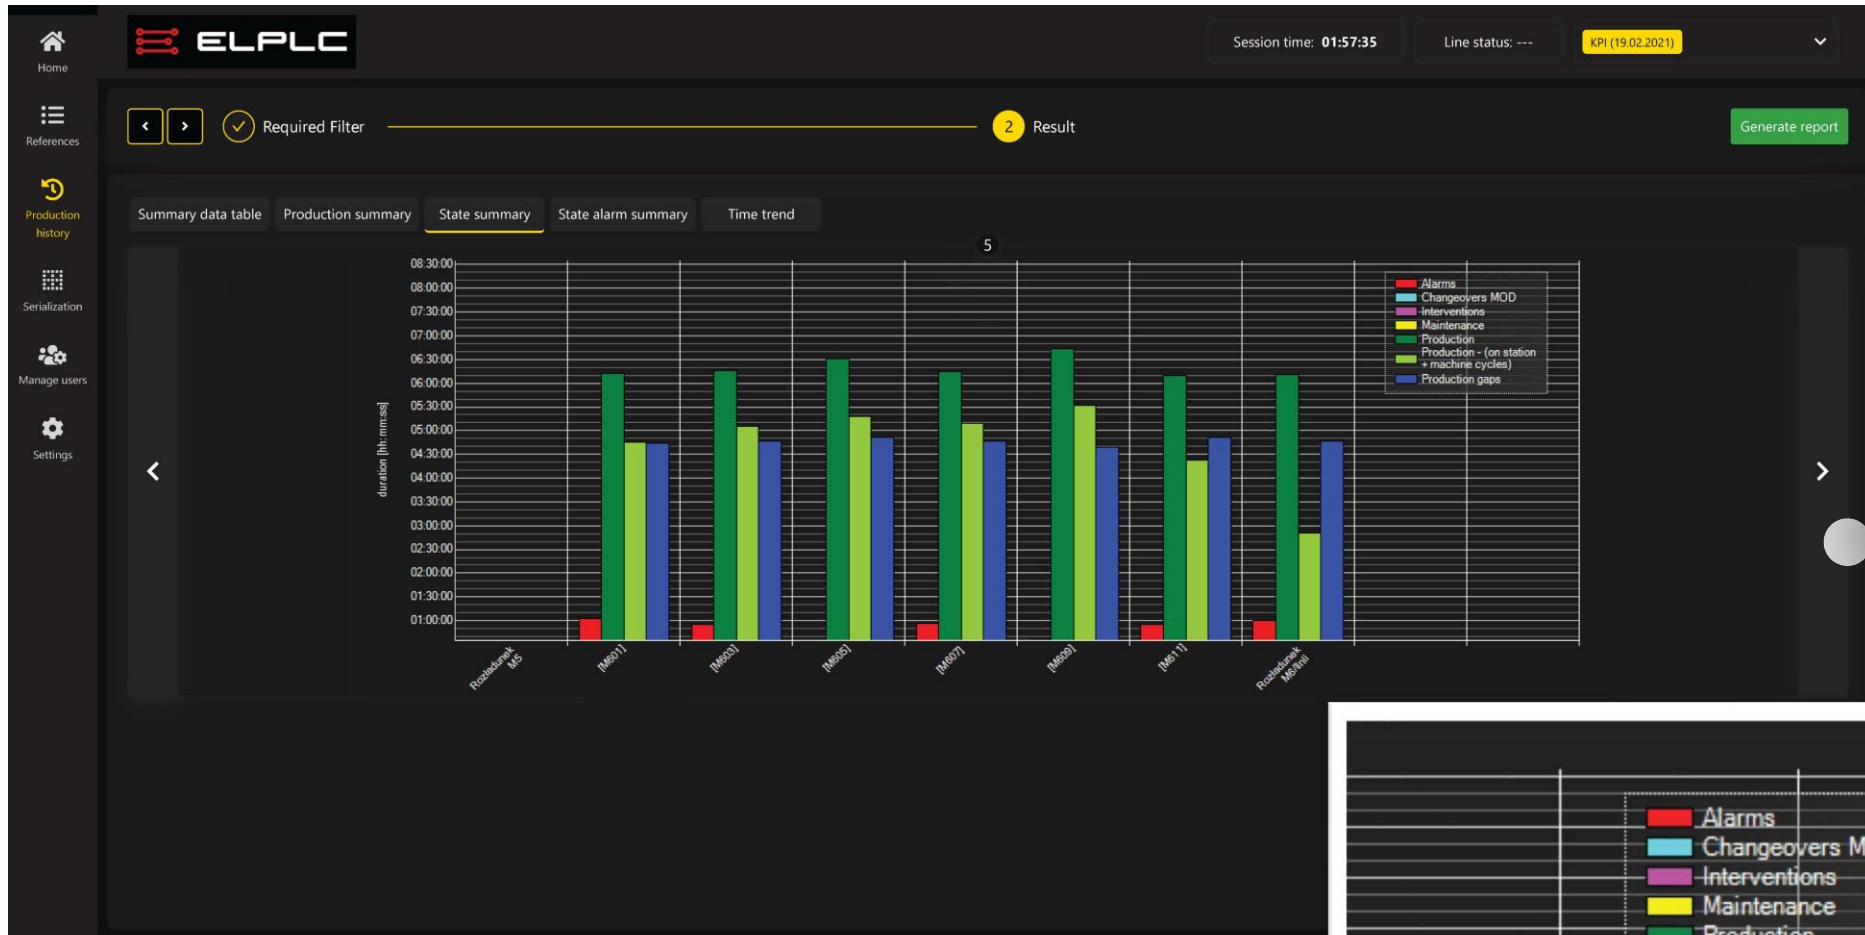 Home
References
Production
history
Serialization
Manage users
Settings
ELPLC
Session time: 01:57:35
Line status: ---
KPI (19.02.2021)
Required Filter
2 Result
Generate report
Summary data table
Production summary
State summary
State alarm summary
Time trend
5
duration [hh:mm:ss]
08:30:00
08:00:00
07:30:00
07:00:00
06:30:00
06:00:00
05:30:00
05:00:00
04:30:00
04:00:00
03:30:00
03:00:00
02:30:00
02:00:00
01:30:00
01:00:00
Rozładunek
M5
[M601]
[M603]
[M605]
[M607]
[M609]
[M611]
Rozładunek
M6/linii
Alarms
Changeovers MOD
Interventions
Maintenance
Production
Production - (on station
+ machine cycles)
Production gaps
Alarms
Changeovers M
Interventions
Maintenance
Production